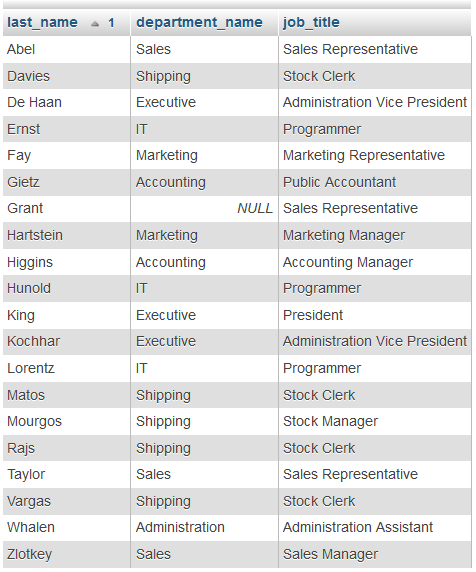 last_name 1 department_name job_title
Abel Sales Sales Representative
Davies Shipping Stock Clerk
De Haan Executive Administration Vice President
Ernst IT Programmer
Fay Marketing Marketing Representative
Gietz Accounting Public Accountant
Grant NULL Sales Representative
Hartstein Marketing Marketing Manager
Higgins Accounting Accounting Manager
Hunold IT Programmer
King Executive President
Kochhar Executive Administration Vice President
Lorentz IT Programmer
Matos Shipping Stock Clerk
Mourgos Shipping Stock Manager
Rajs Shipping Stock Clerk
Taylor Sales Sales Representative
Vargas Shipping Stock Clerk
Whalen Administration Administration Assistant
Zlotkey Sales Sales Manager